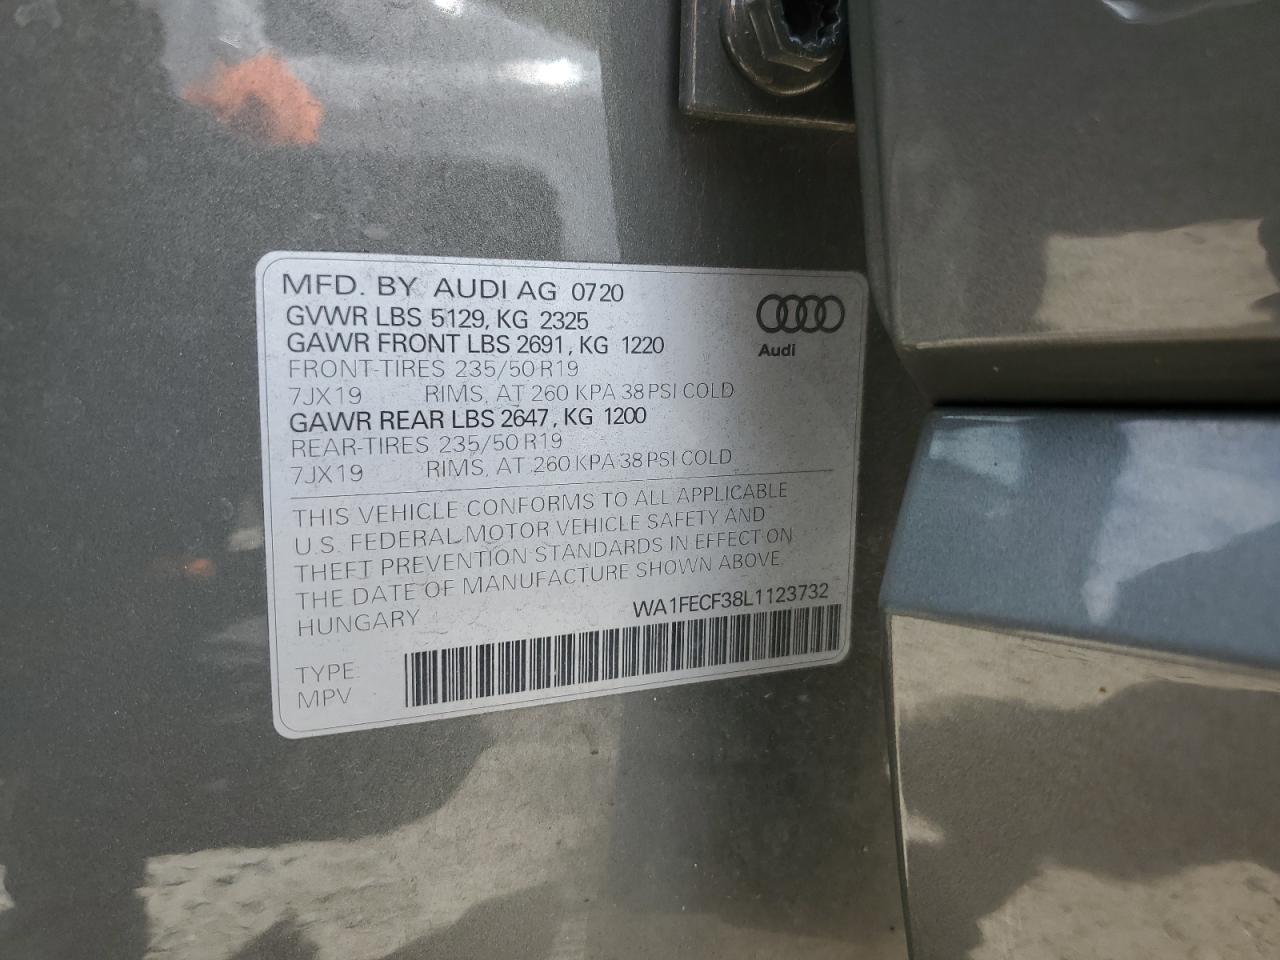 MFD. BY AUDI AG 0720
GVWR LBS 5129, KG 2325
GAWR FRONT LBS 2691, KG 1220
FRONT-TIRES 235/50 R19
7JX19 RIMS, AT 260 KPA 38 PSI COLD
GAWR REAR LBS 2647, KG 1200
REAR-TIRES 235/50 R19
7JX19 RIMS, AT 260 KPA 38 PSI COLD
Audi
THIS VEHICLE CONFORMS TO ALL APPLICABLE
U.S. FEDERAL MOTOR VEHICLE SAFETY AND
THEFT PREVENTION STANDARDS IN EFFECT ON
THE DATE OF MANUFACTURE SHOWN ABOVE.
HUNGARY
WA1FECF38L1123732
TYPE:
MPV